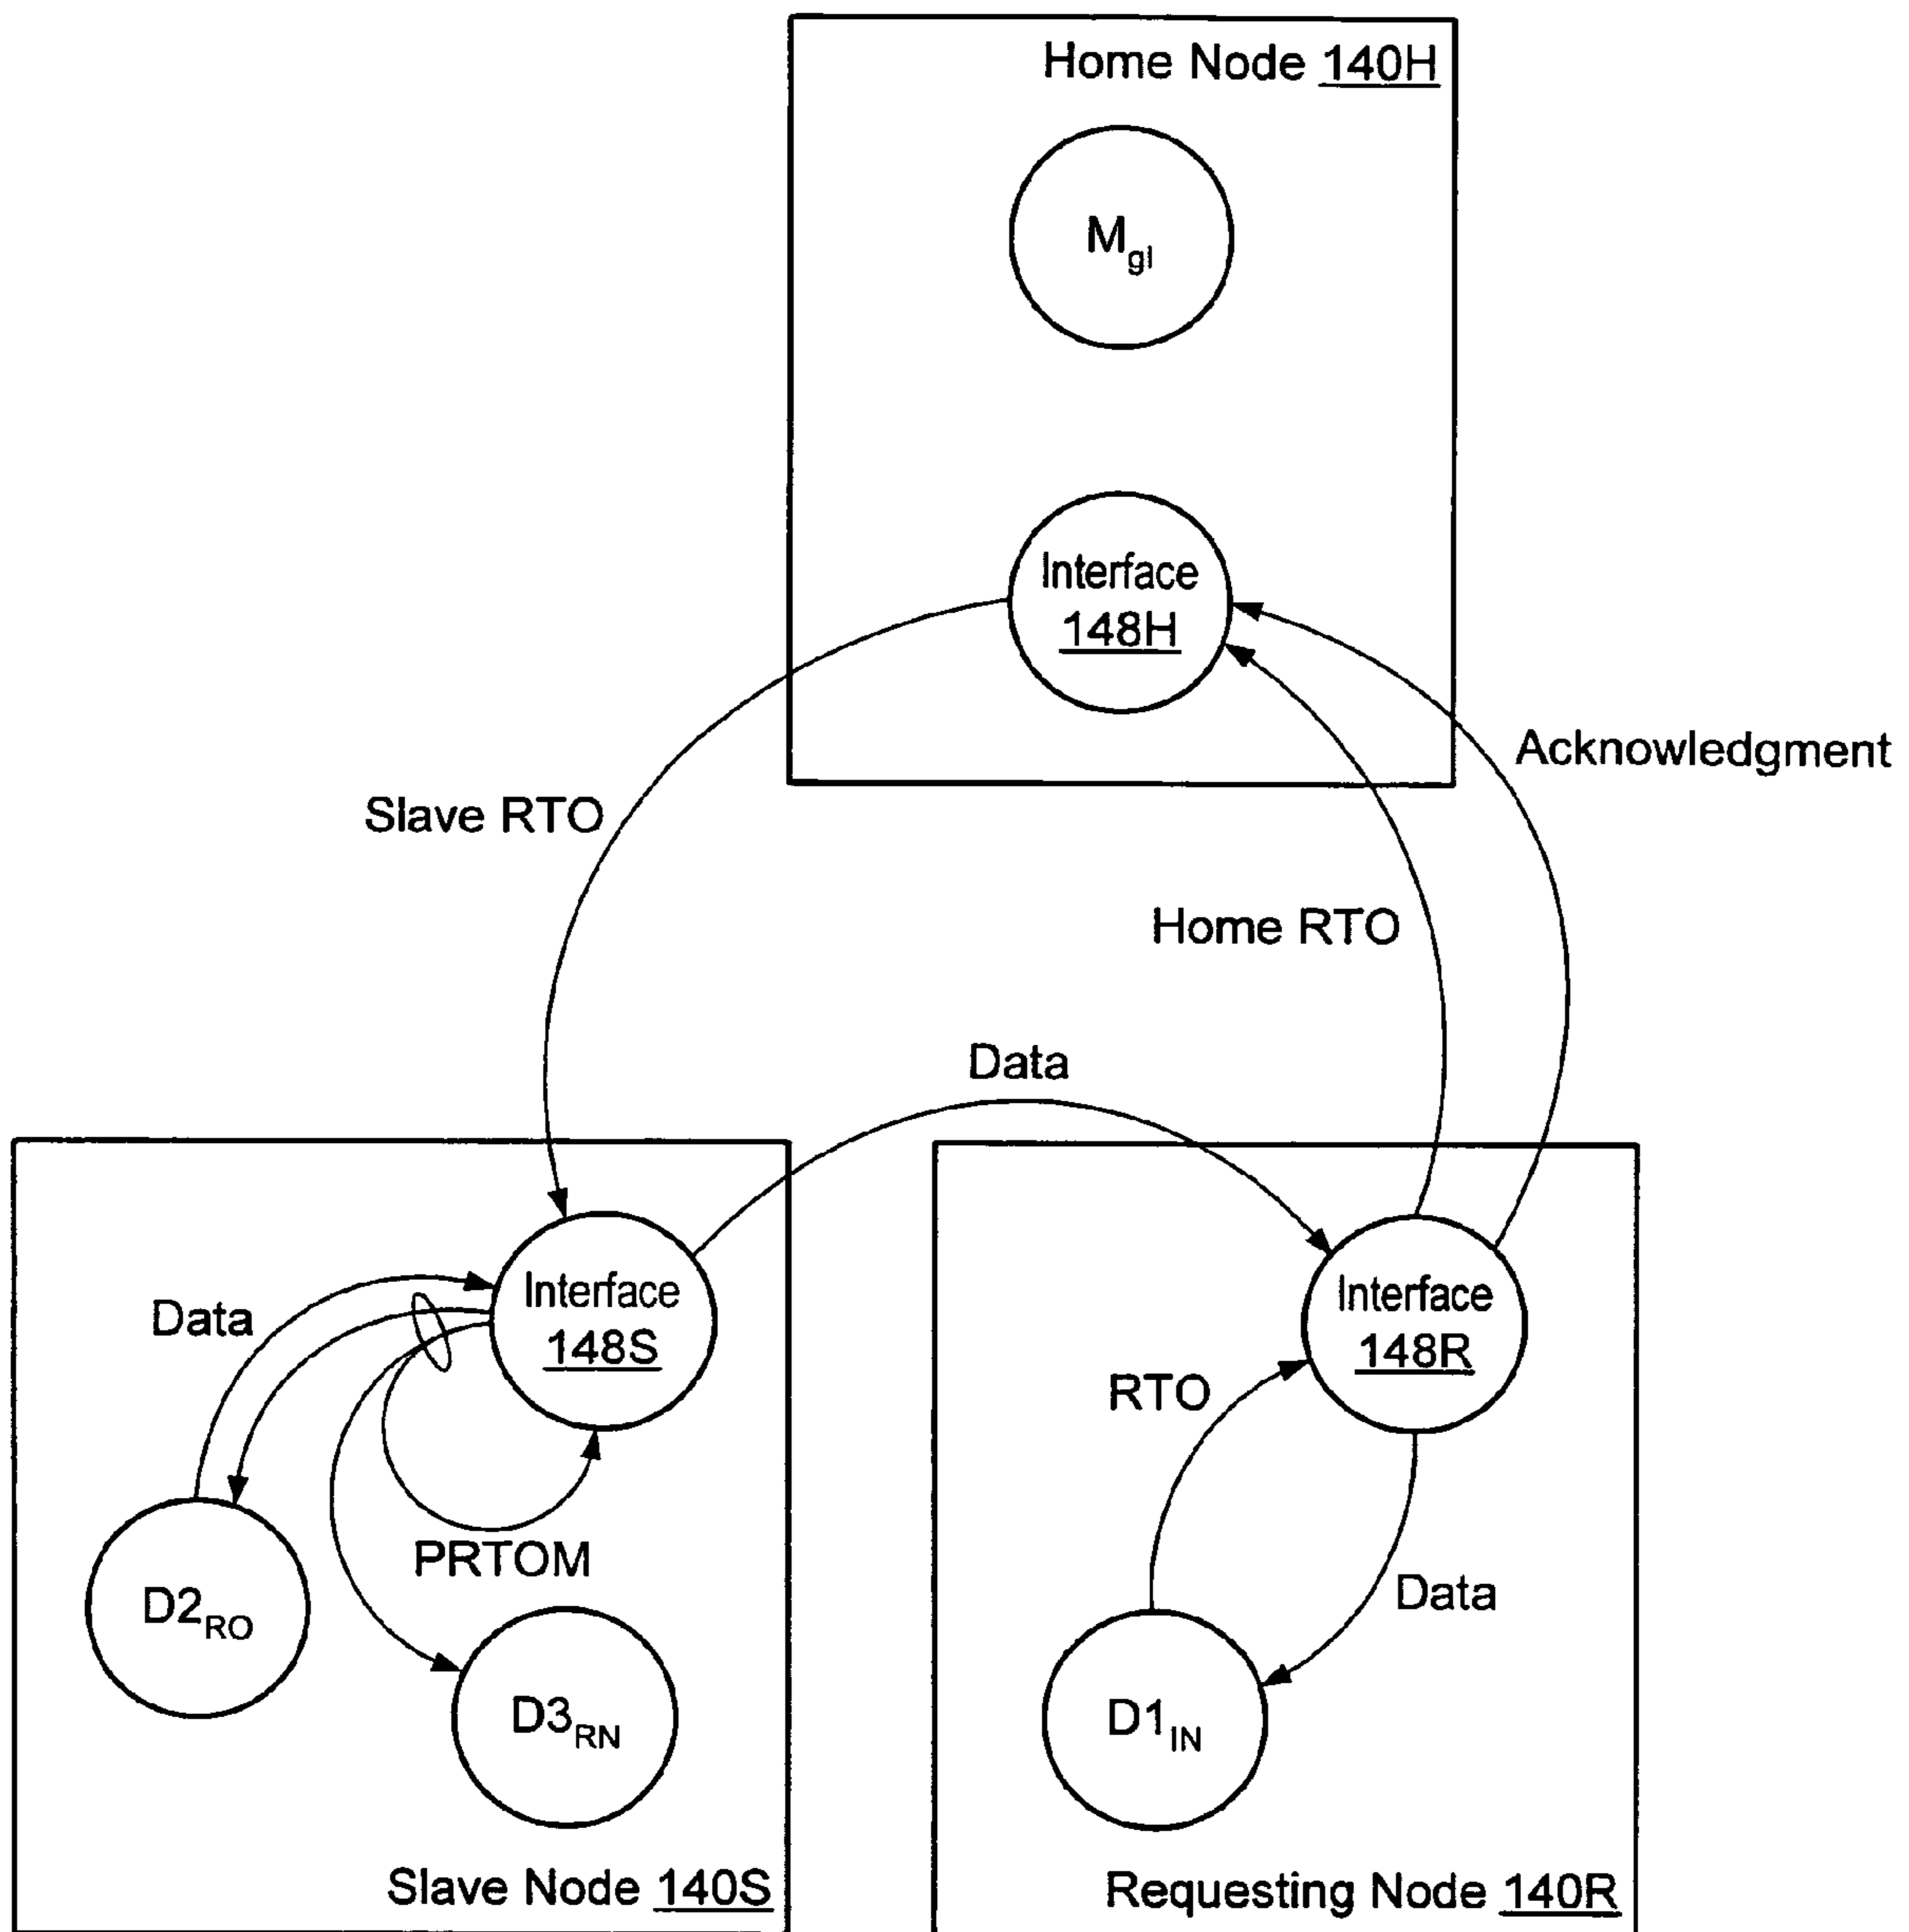 Home Node 140H
Mgl
Interface
148H
Acknowledgment
Slave RTO
Home RTO
Data
Interface
148S
Data
Interface
148R
RTO
PRTOM
Data
D2RO
D3RN
D1IN
Slave Node 140S
Requesting Node 140R